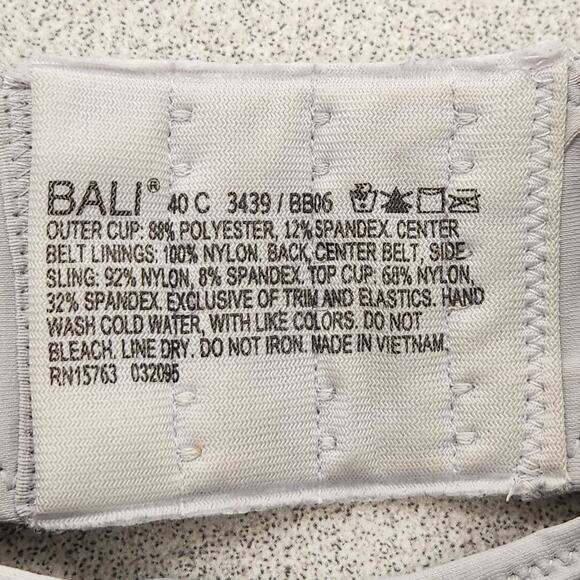 BALI® 40 C 3439 / BB06
OUTER CUP: 88% POLYESTER, 12% SPANDEX. CENTER
BELT LININGS: 100% NYLON. BACK, CENTER BELT, SIDE
SLING: 92% NYLON, 8% SPANDEX. TOP CUP: 68% NYLON,
32% SPANDEX. EXCLUSIVE OF TRIM AND ELASTICS. HAND
WASH COLD WATER, WITH LIKE COLORS. DO NOT
BLEACH. LINE DRY. DO NOT IRON. MADE IN VIETNAM.
RN15763 032095